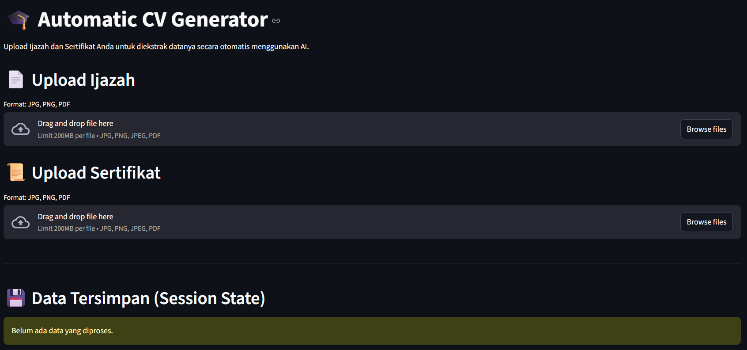 Automatic CV Generator
Upload Ijazah dan Sertifikat Anda untuk diekstrak datanya secara otomatis menggunakan AI.
Upload Ijazah
Format: JPG, PNG, PDF
Drag and drop file here
Limit 200MB per file • JPG, PNG, JPEG, PDF
Browse files
Upload Sertifikat
Format: JPG, PNG, PDF
Drag and drop file here
Limit 200MB per file • JPG, PNG, JPEG, PDF
Browse files
Data Tersimpan (Session State)
Belum ada data yang diproses.